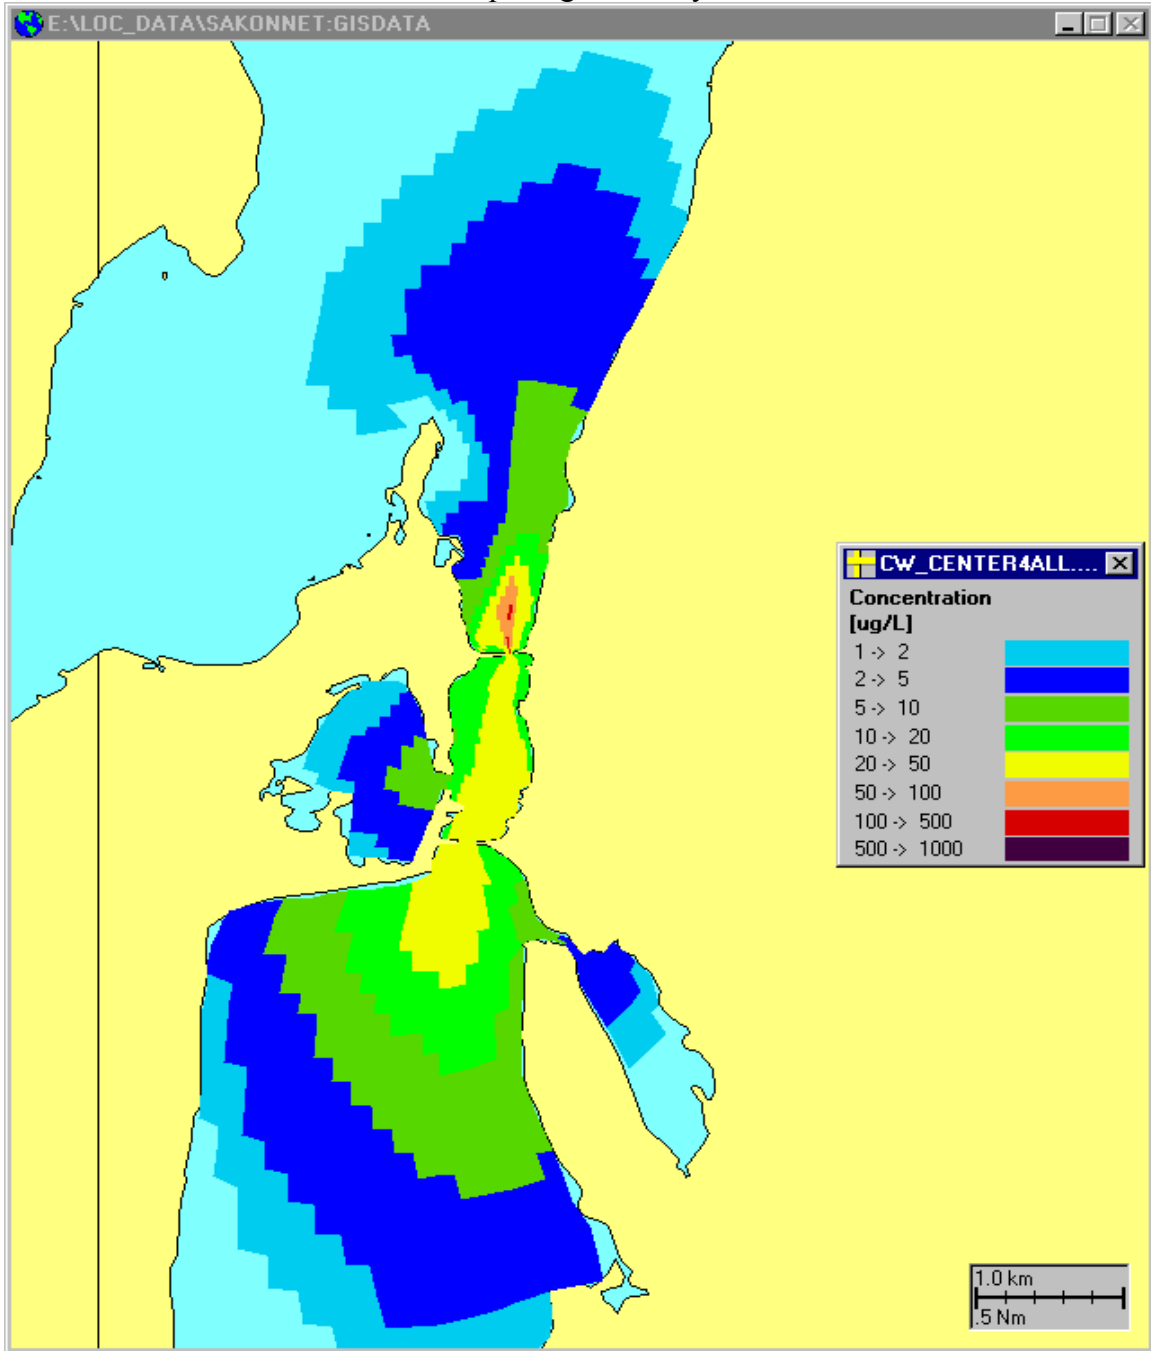 E:\LOC_DATA\SAKONNET:GISDATA
CW_CENTER4ALL....
Concentration
[ug/L]
1 -> 2
2 -> 5
5 -> 10
10 -> 20
20 -> 50
50 -> 100
100 -> 500
500 -> 1000
1.0 km
.5 Nm